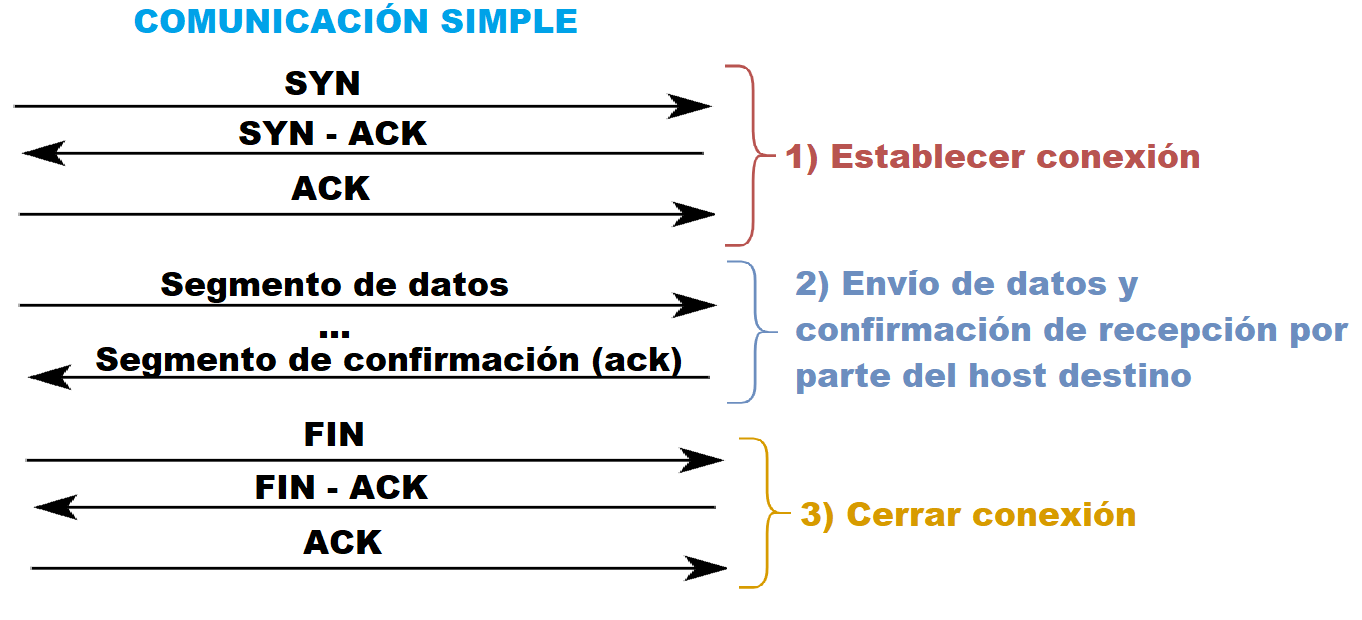 COMUNICACIÓN SIMPLE
SYN
SYN - ACK
ACK
1) Establecer conexión
Segmento de datos
...
Segmento de confirmación (ack)
2) Envío de datos y
confirmación de recepción por
parte del host destino
FIN
FIN - ACK
ACK
3) Cerrar conexión